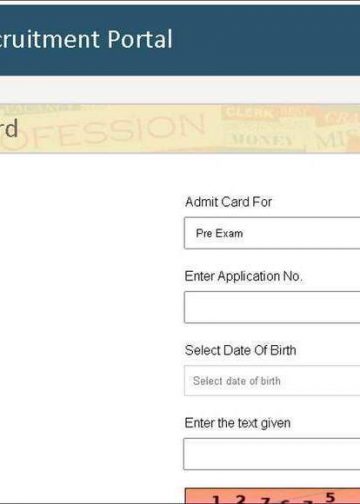 cruitment Portal
CLERK
OFESSION
MONEY
rd
Admit Card For
Pre Exam
Enter Application No.
Select Date Of Birth
Select date of birth
Enter the text given